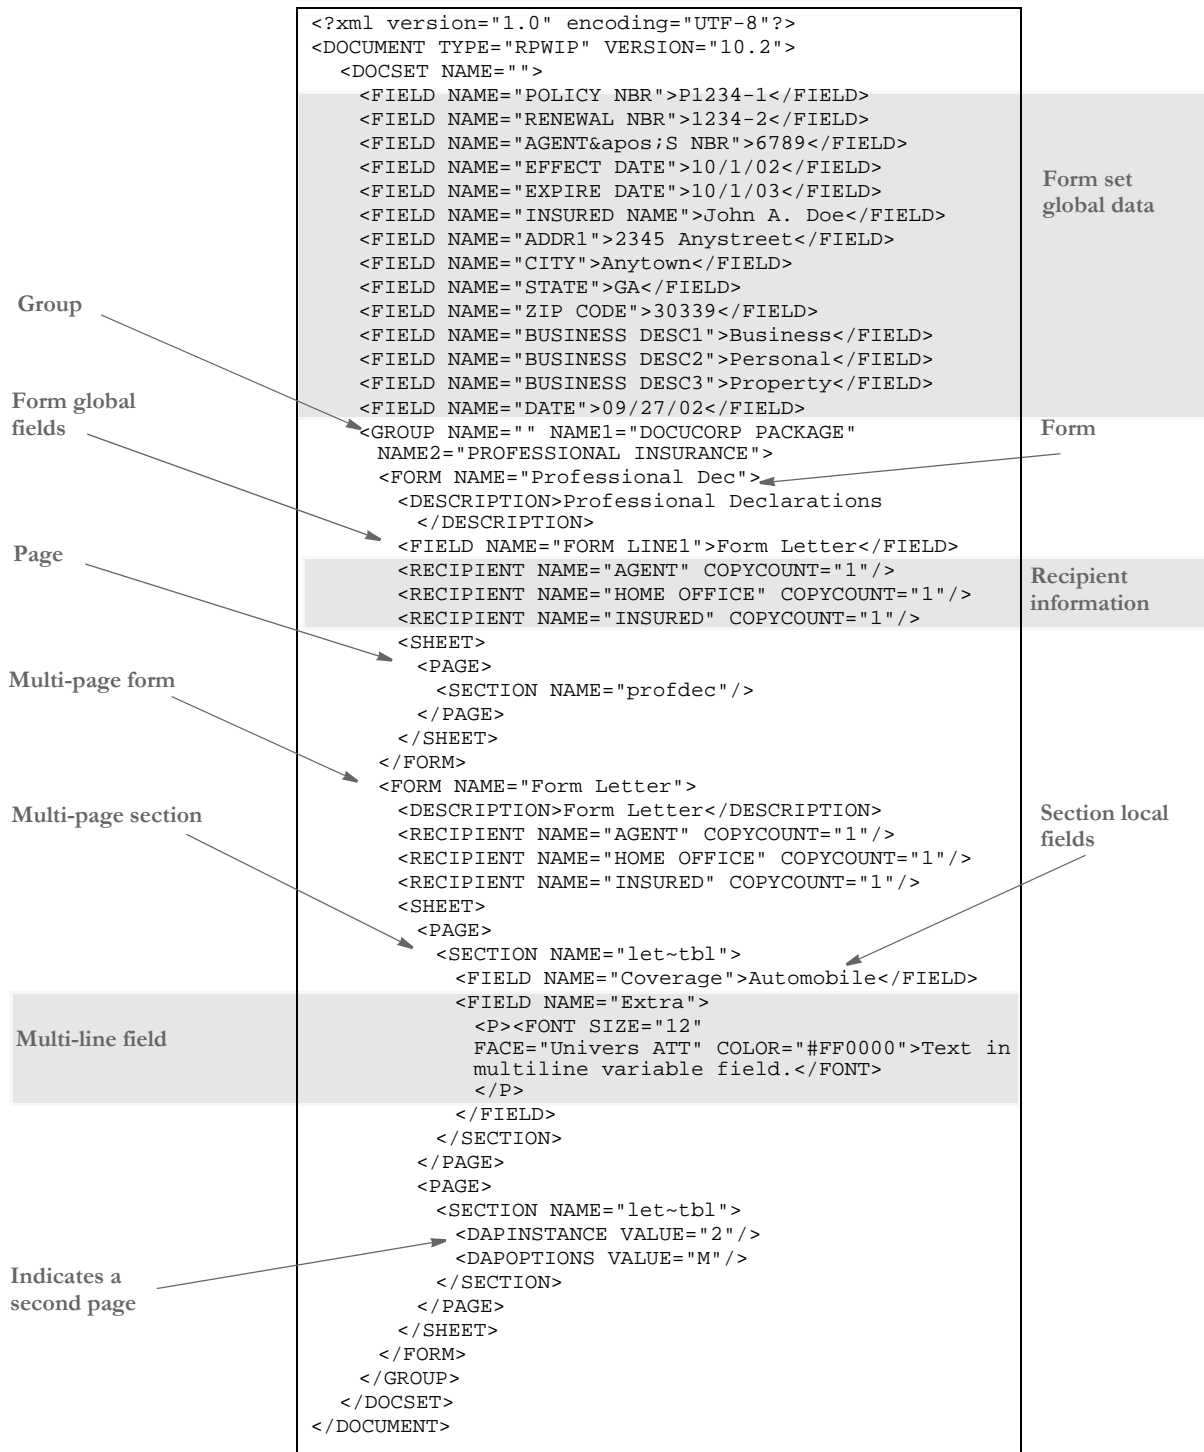 <?xml version="1.0" encoding="UTF-8"?>
<DOCUMENT TYPE="RPWIP" VERSION="10.2">
<DOCSET NAME="">
<FIELD NAME="POLICY NBR">P1234-1</FIELD>
<FIELD NAME="RENEWAL NBR">1234-2</FIELD>
<FIELD NAME="AGENT&apos;S NBR">6789</FIELD>
<FIELD NAME="EFFECT DATE">10/1/02</FIELD>
<FIELD NAME="EXPIRE DATE">10/1/03</FIELD>
Form set
global data
<FIELD NAME="INSURED NAME">John A. Doe</FIELD>
<FIELD NAME="ADDR1">2345 Anystreet</FIELD>
<FIELD NAME="CITY">Anytown</FIELD>
<FIELD NAME="STATE">GA</FIELD>
Group
<FIELD NAME="ZIP CODE">30339</FIELD>
<FIELD NAME="BUSINESS DESC1">Business</FIELD>
<FIELD NAME="BUSINESS DESC2">Personal</FIELD>
<FIELD NAME="BUSINESS DESC3">Property</FIELD>
Form global
fields
<FIELD NAME="DATE">09/27/02</FIELD>
<GROUP NAME="" NAME1="DOCUCORP PACKAGE"
Form
NAME2="PROFESSIONAL INSURANCE">
<FORM NAME="Professional Dec">
<DESCRIPTION>Professional Declarations
</DESCRIPTION>
<FIELD NAME="FORM LINE1">Form Letter</FIELD>
Page
<RECIPIENT NAME="AGENT" COPYCOUNT="1"/>
<RECIPIENT NAME="HOME OFFICE" COPYCOUNT="1"/>
<RECIPIENT NAME="INSURED" COPYCOUNT="1"/>
Recipient
information
<SHEET>
<PAGE>
Multi-page form
<SECTION NAME="profdec"/>
</PAGE>
</SHEET>
</FORM>
<FORM NAME="Form Letter">
Multi-page section
<DESCRIPTION>Form Letter</DESCRIPTION>
Section local
fields
<RECIPIENT NAME="AGENT" COPYCOUNT="1"/>
<RECIPIENT NAME="HOME OFFICE" COPYCOUNT="1"/>
<RECIPIENT NAME="INSURED" COPYCOUNT="1"/>
<SHEET>
<PAGE>
<SECTION NAME="let~tbl">
<FIELD NAME="Coverage">Automobile</FIELD>
<FIELD NAME="Extra">
Multi-line field
<P><FONT SIZE="12"
FACE="Univers ATT" COLOR="#FF0000">Text in
multiline variable field.</FONT>
</P>
</FIELD>
</SECTION>
</PAGE>
<PAGE>
<SECTION NAME="let~tbl">
<DAPINSTANCE VALUE="2"/>
<DAPOPTIONS VALUE="M"/>
Indicates a
second page
</SECTION>
</PAGE>
</SHEET>
</FORM>
</GROUP>
</DOCSET>
</DOCUMENT>